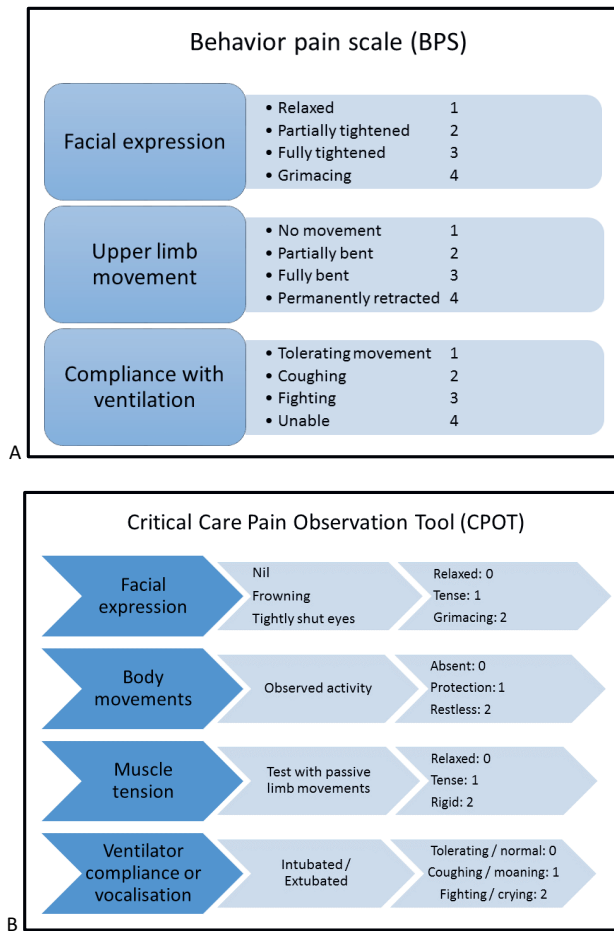 Behavior pain scale (BPS)
Facial expression
• Relaxed 1
• Partially tightened 2
• Fully tightened 3
• Grimacing 4
Upper limb
movement
• No movement 1
• Partially bent 2
• Fully bent 3
• Permanently retracted 4
Compliance with
ventilation
• Tolerating movement 1
• Coughing 2
• Fighting 3
• Unable 4
A
Critical Care Pain Observation Tool (CPOT)
Facial
expression
Nil
Frowning
Tightly shut eyes
Relaxed: 0
Tense: 1
Grimacing: 2
Body
movements
Observed activity
Absent: 0
Protection: 1
Restless: 2
Muscle
tension
Test with passive
limb movements
Relaxed: 0
Tense: 1
Rigid: 2
Ventilator
compliance or
vocalisation
Intubated /
Extubated
Tolerating / normal: 0
Coughing / moaning: 1
Fighting / crying: 2
B